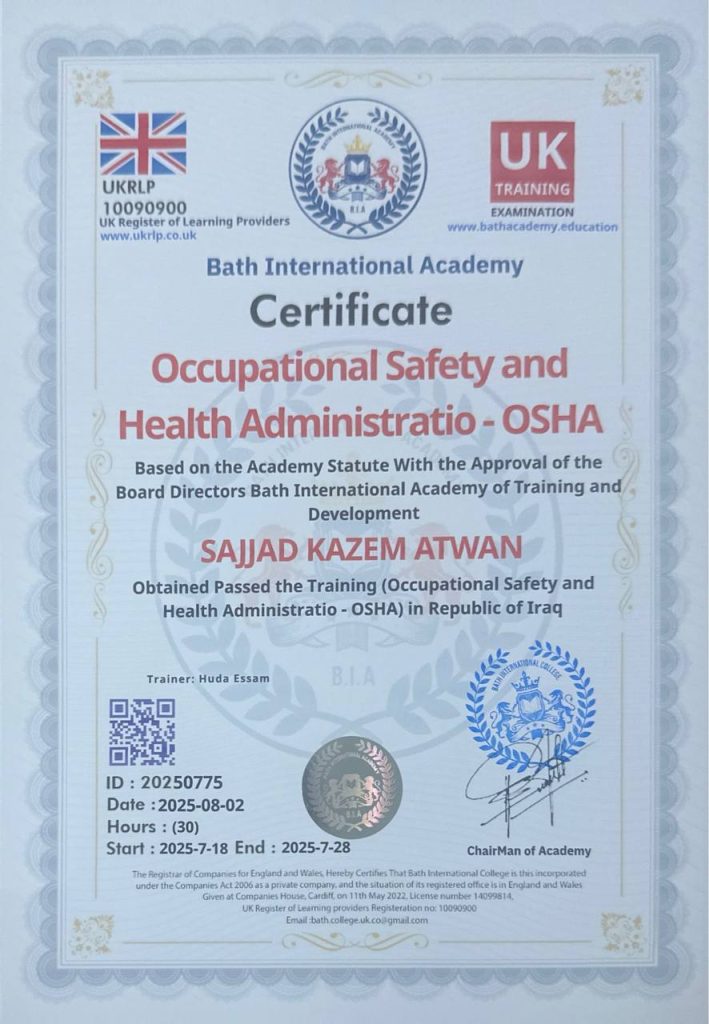 UKRLP
10090900
UK Register of Learning Providers
www.ukrlp.co.uk
BATH INTERNATIONAL ACADEMY
B.I.A
UK
TRAINING
EXAMINATION
www.bathacademy.education
Bath International Academy
Certificate
Occupational Safety and
Health Administratio - OSHA
Based on the Academy Statute With the Approval of the
Board Directors Bath International Academy of Training and
Development
SAJJAD KAZEM ATWAN
Obtained Passed the Training (Occupational Safety and
Health Administratio - OSHA) in Republic of Iraq
B.I.A
Trainer: Huda Essam
BATH INTERNATIONAL COLLEGE
B.I.A
ID : 20250775
Date : 2025-08-02
Hours : (30)
Start : 2025-7-18 End : 2025-7-28
ChairMan of Academy
The Registrar of Companies for England and Wales, Hereby Certifies That Bath International College is this incorporated
under the Companies Act 2006 as a private company, and the situation of its registered office is in England and Wales
Given at Companies House, Cardiff, on 11th May 2022, License number 14099814,
UK Register of Learning providers Registeration no: 10090900
Email :bath.college.uk.co@gmail.com